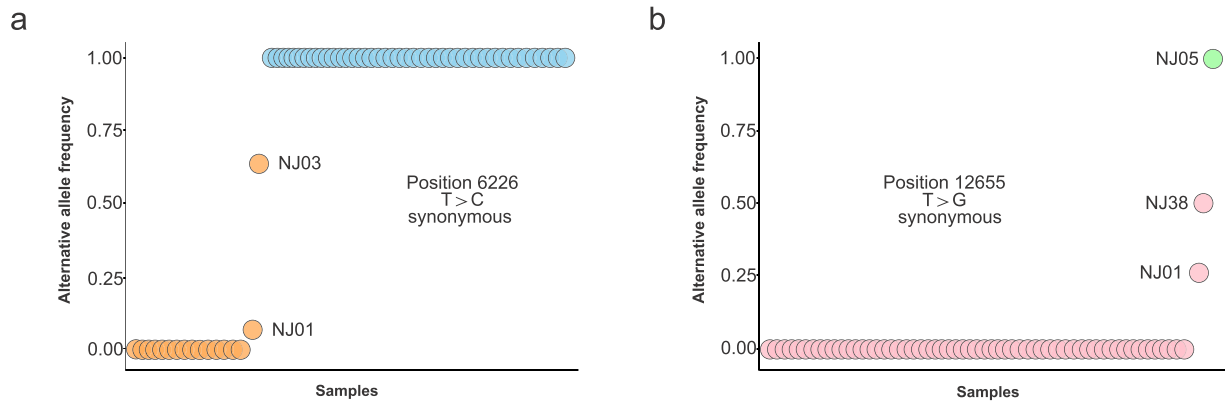 a
1.00
0.75
0.50
0.25
0.00
Alternative allele frequency
NJ03
NJ01
Position 6226
T > C
synonymous
Samples
b
1.00
0.75
0.50
0.25
0.00
Alternative allele frequency
NJ05
NJ38
NJ01
Position 12655
T > G
synonymous
Samples